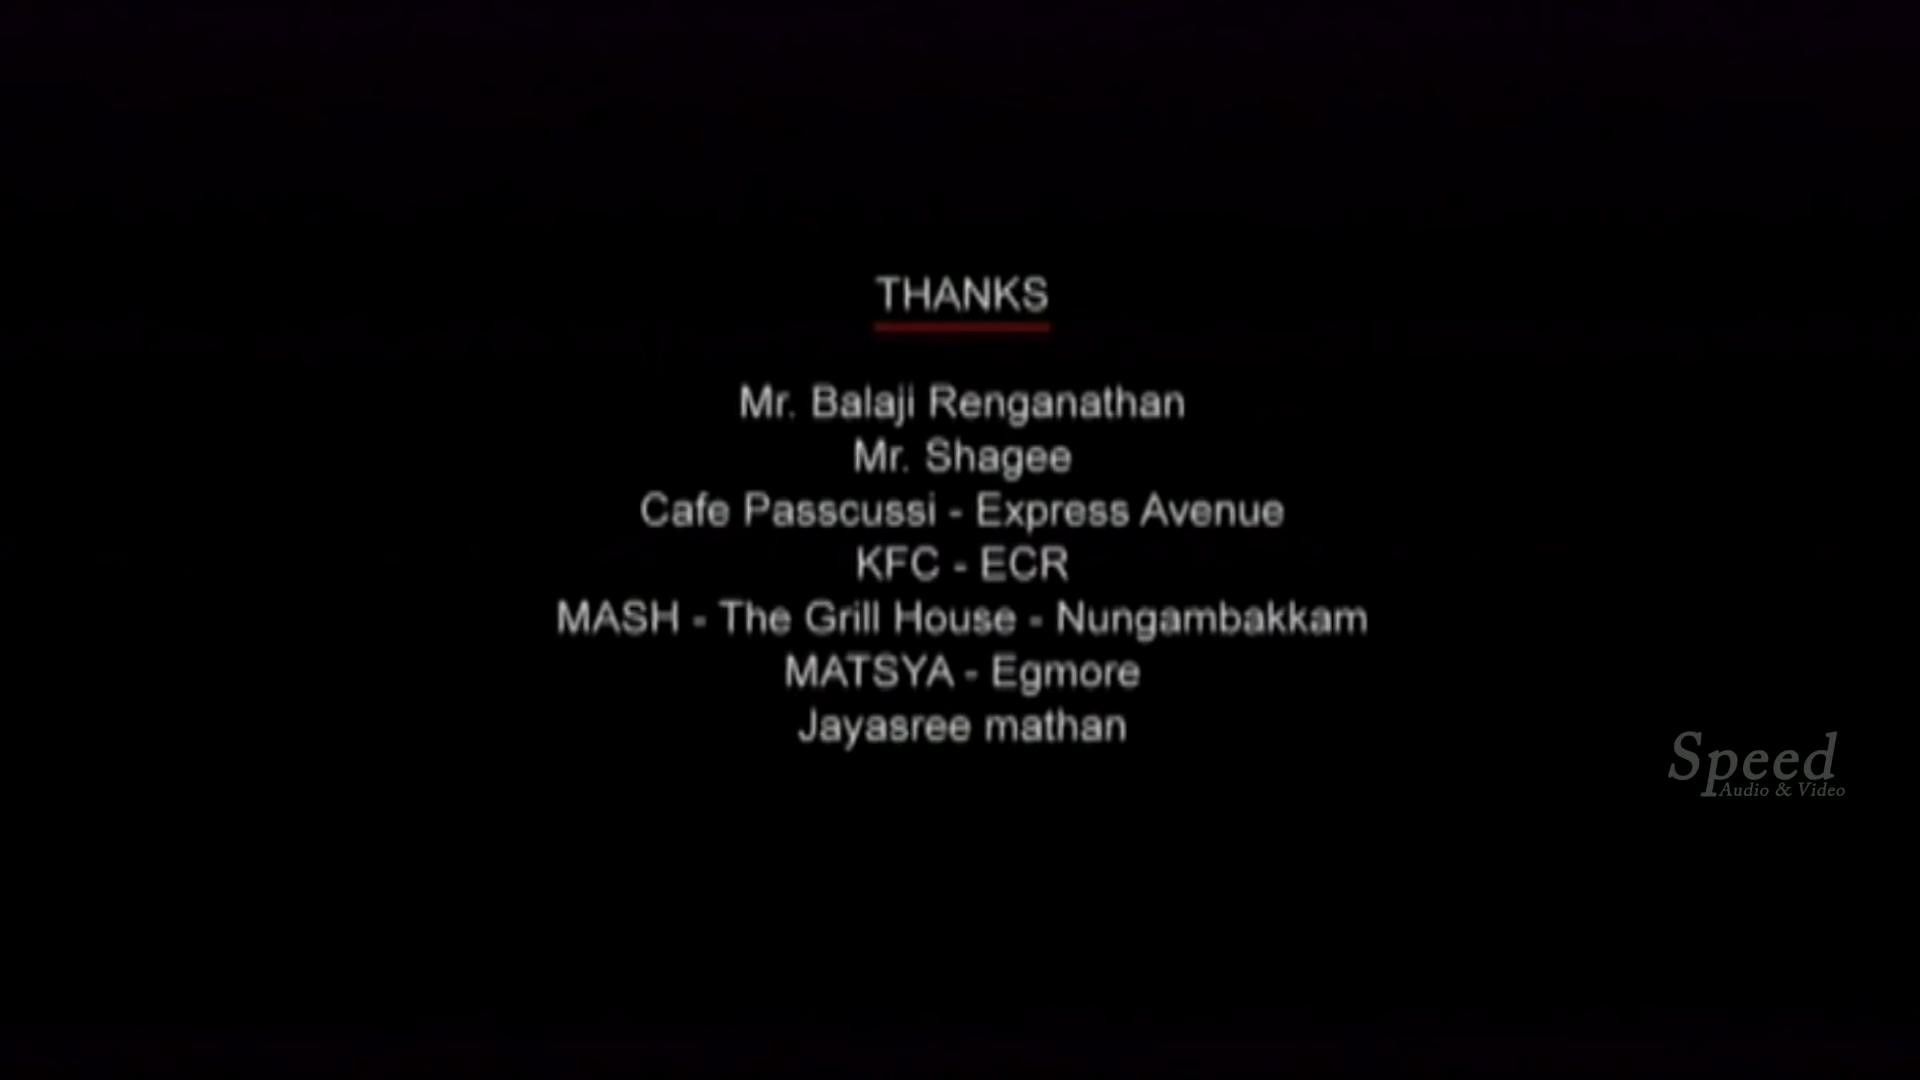 THANKS
Mr. Balaji Renganathan
Mr. Shagee
Cafe Passcussi - Express Avenue
KFC - ECR
MASH - The Grill House - Nungambakkam
MATSYA - Egmore
Jayasree mathan
Speed
Audio & Video